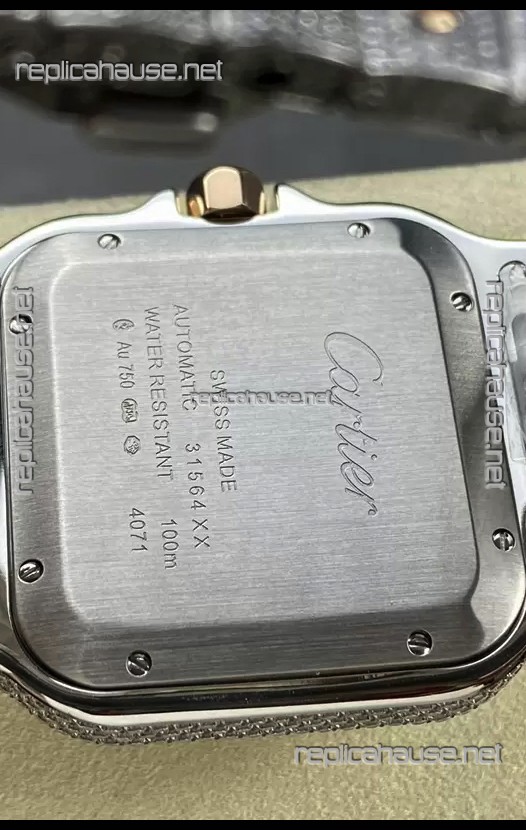 replicahause.net
Cartier
SWISS MADE
AUTOMATIC 31564XX
WATER RESISTANT 100m
Au 750 4071
replicahause.net
replicahause.net
replicahause.net
replicahause.net